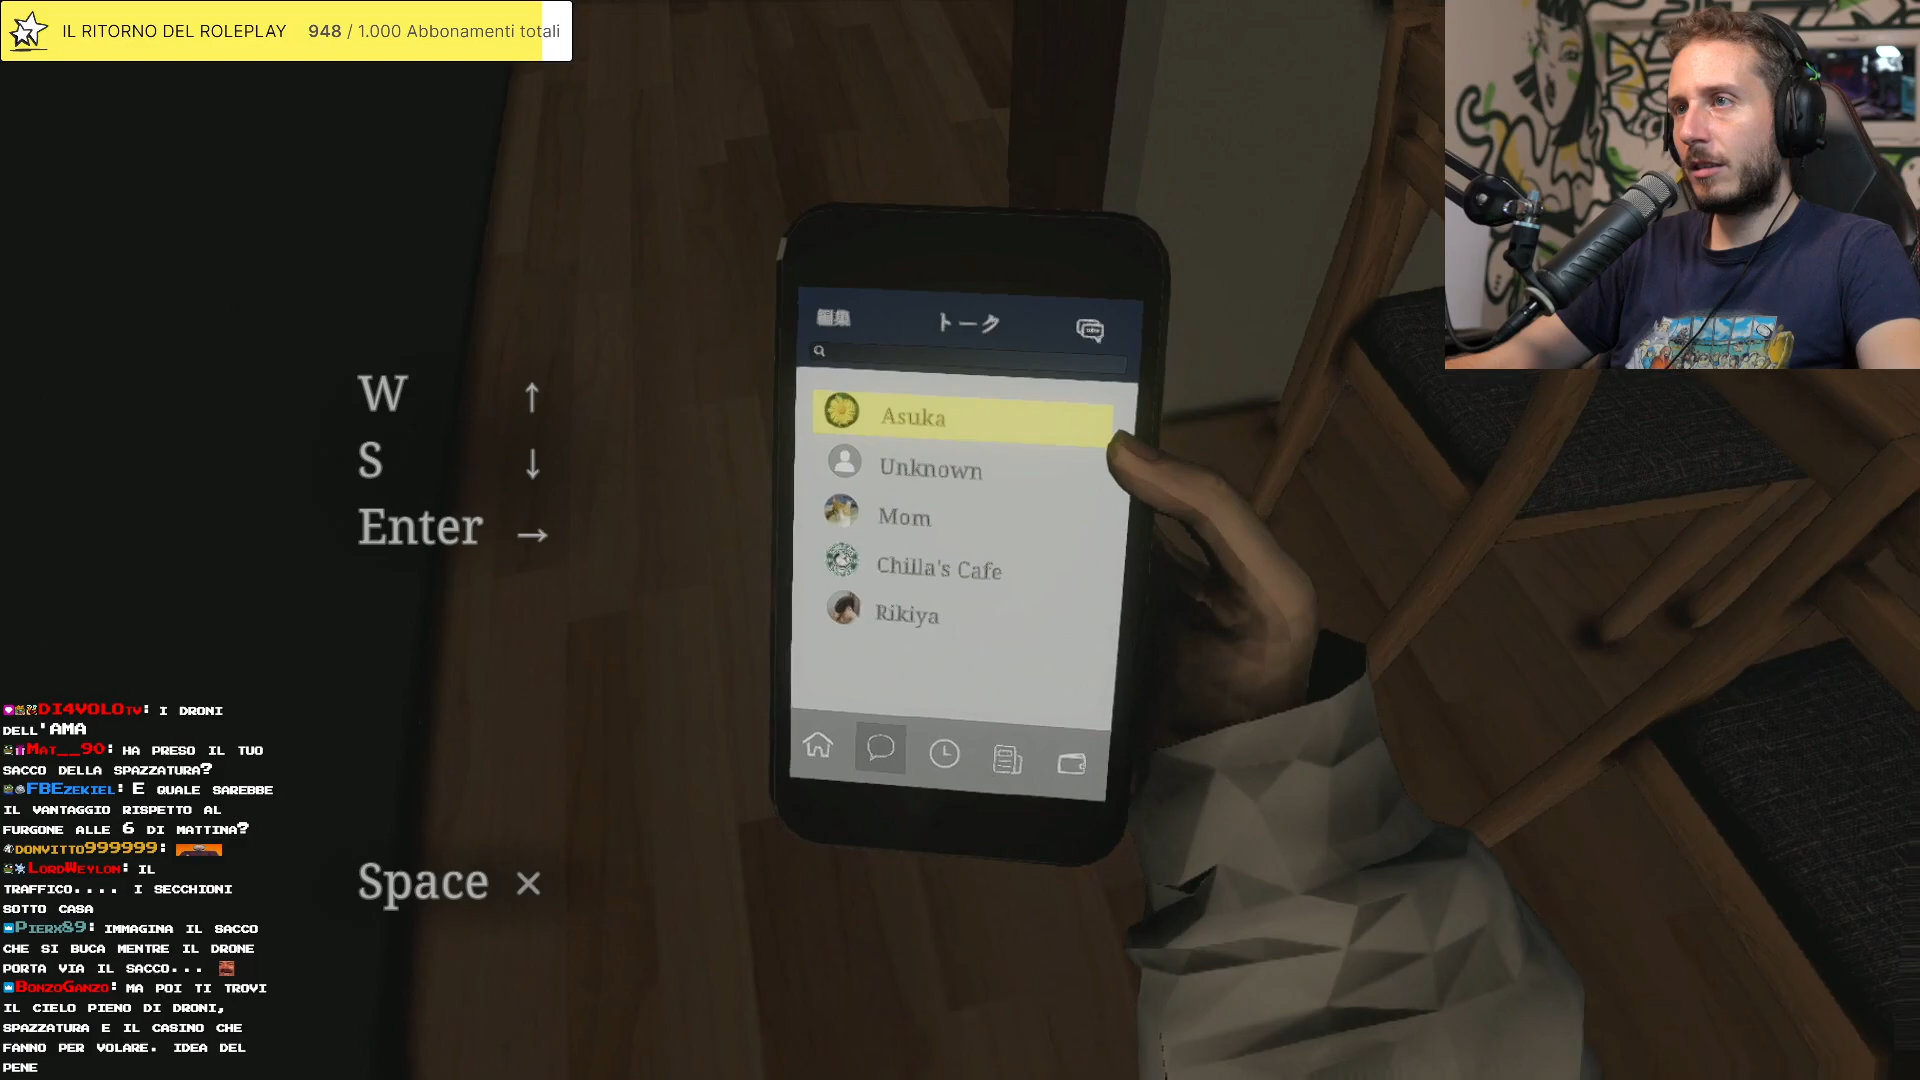 IL RITORNO DEL ROLEPLAY 948 / 1.000 Abbonamenti totali
W ↑
S ↓
Enter →
Space ×
編集 トーク
Asuka
Unknown
Mom
Chilla's Cafe
Rikiya
DI4VOLOTV: I DRONI
DELL'AMA
MAT__90: HA PRESO IL TUO
SACCO DELLA SPAZZATURA?
FBEZEKIEL: E QUALE SAREBBE
IL VANTAGGIO RISPETTO AL
FURGONE ALLE 6 DI MATTINA?
DONVITTO999999:
LORDWEYLON: IL
TRAFFICO.... I SECCHIONI
SOTTO CASA
PIERX89: IMMAGINA IL SACCO
CHE SI BUCA MENTRE IL DRONE
PORTA VIA IL SACCO...
BONZOGANZO: MA POI TI TROVI
IL CIELO PIENO DI DRONI,
SPAZZATURA E IL CASINO CHE
FANNO PER VOLARE. IDEA DEL
PENE